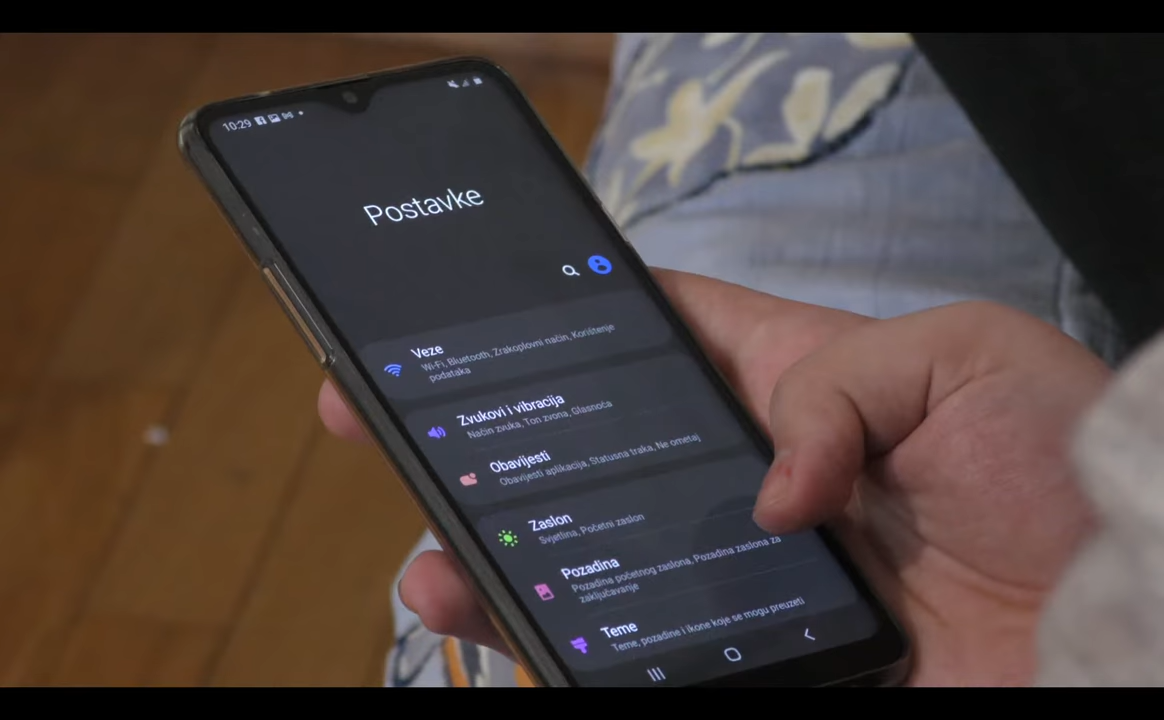 10:29
Postavke
Veze
Wi-Fi, Bluetooth, Zrakoplovni način, Korištenje
podataka
Zvukovi i vibracija
Način zvuka, Ton zvona, Glasnoća
Obavijesti
Obavijesti aplikacija, Statusna traka, Ne ometaj
Zaslon
Svjetlina, Početni zaslon
Pozadina
Pozadina početnog zaslona, Pozadina zaslona za
zaključavanje
Teme
Teme, pozadine i ikone koje se mogu preuzeti